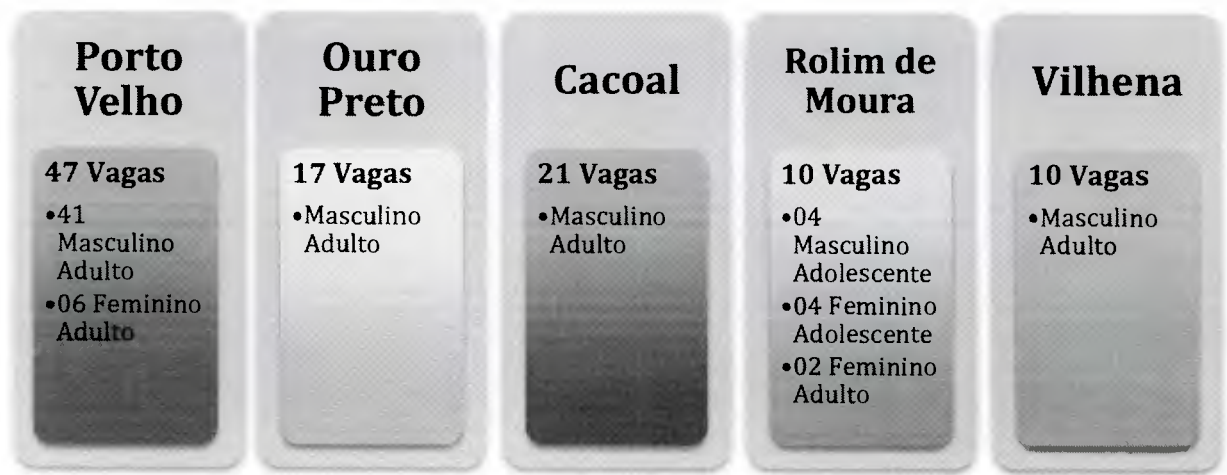 Porto
Velho
47 Vagas
•41
Masculino
Adulto
•06 Feminino
Adulto
Ouro
Preto
17 Vagas
•Masculino
Adulto
Cacoal
21 Vagas
•Masculino
Adulto
Rolim de
Moura
10 Vagas
•04
Masculino
Adolescente
•04 Feminino
Adolescente
•02 Feminino
Adulto
Vilhena
10 Vagas
•Masculino
Adulto